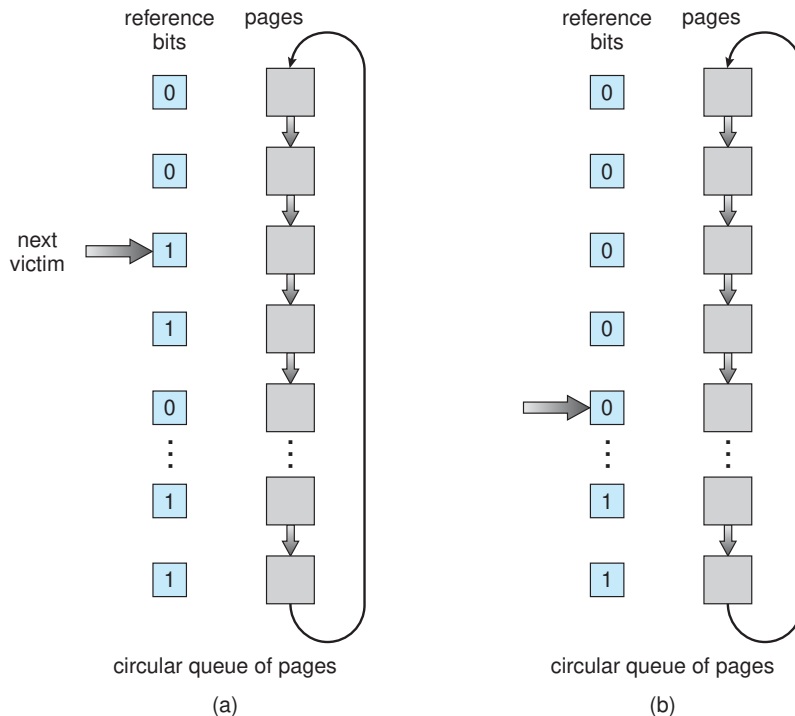 reference
bits
pages
0
0
next
victim
1
1
0
1
1
circular queue of pages
(a)
reference
bits
pages
0
0
0
0
0
1
1
circular queue of pages
(b)